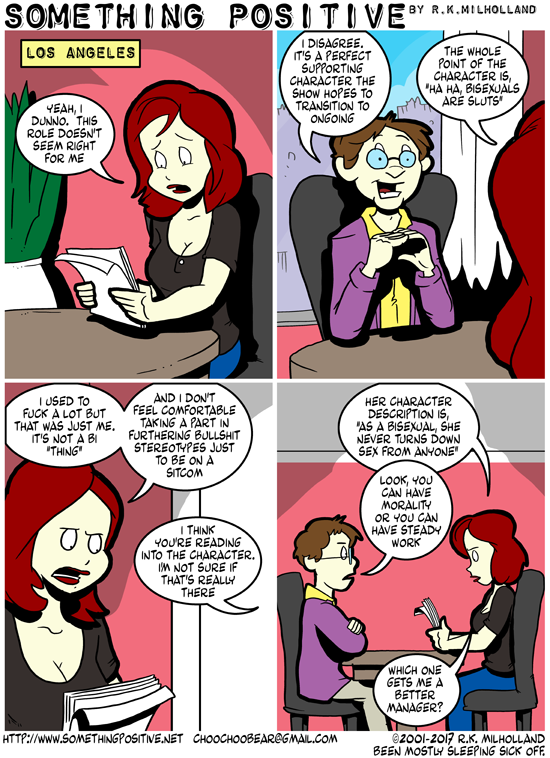 SOMETHING POSITIVE BY R.K.MILHOLLAND
LOS ANGELES
YEAH, I
DUNNO. THIS
ROLE DOESN'T
SEEM RIGHT
FOR ME
I DISAGREE.
IT'S A PERFECT
SUPPORTING
CHARACTER THE
SHOW HOPES TO
TRANSITION TO
ONGOING
THE WHOLE
POINT OF THE
CHARACTER IS,
"HA HA, BISEXUALS
ARE SLUTS"
I USED TO
FUCK A LOT BUT
THAT WAS JUST ME.
IT'S NOT A BI
"THING"
AND I DON'T
FEEL COMFORTABLE
TAKING A PART IN
FURTHERING BULLSHIT
STEREOTYPES JUST
TO BE ON A
SITCOM
I THINK
YOU'RE READING
INTO THE CHARACTER.
I'M NOT SURE IF
THAT'S REALLY
THERE
HER CHARACTER
DESCRIPTION IS,
"AS A BISEXUAL, SHE
NEVER TURNS DOWN
SEX FROM ANYONE"
LOOK, YOU
CAN HAVE
MORALITY
OR YOU CAN
HAVE STEADY
WORK
WHICH ONE
GETS ME A
BETTER
MANAGER?
HTTP://WWW.SOMETHINGPOSITIVE.NET CHOOCHOOBEAR@GMAIL.COM ©2001-2017 R.K. MILHOLLAND
BEEN MOSTLY SLEEPING SICK OFF.